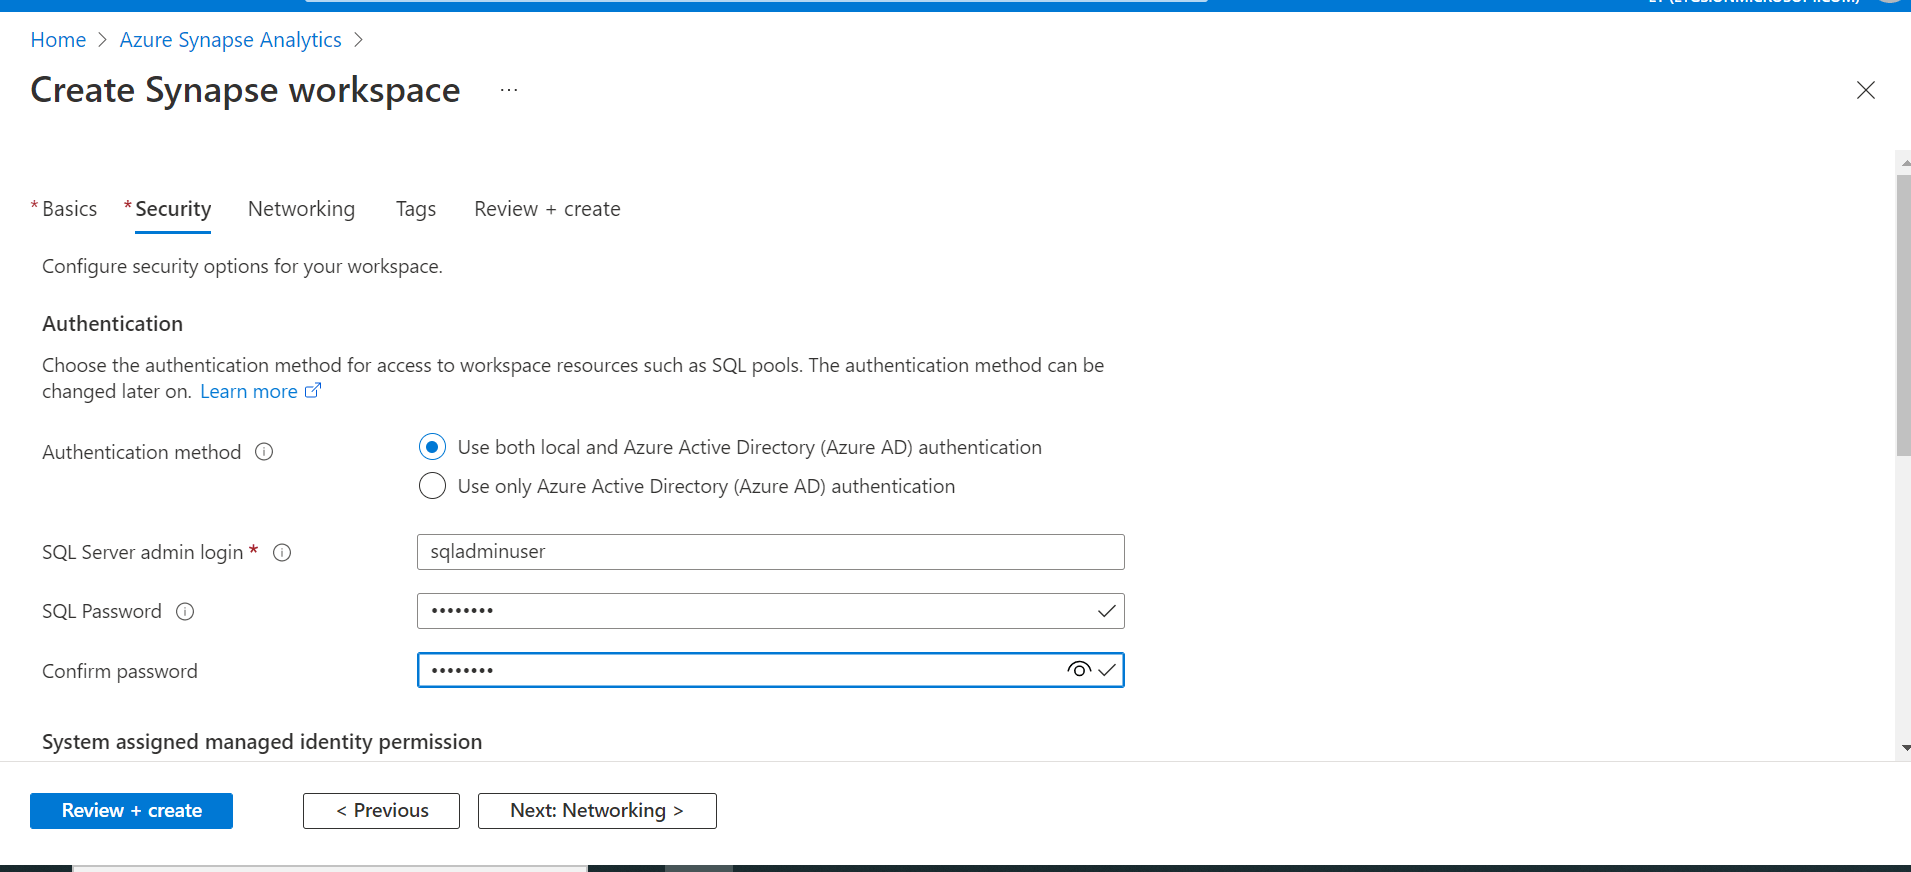 Home > Azure Synapse Analytics >
Create Synapse workspace ...
* Basics * Security Networking Tags Review + create
Configure security options for your workspace.
Authentication
Choose the authentication method for access to workspace resources such as SQL pools. The authentication method can be
changed later on. Learn more
Authentication method
Use both local and Azure Active Directory (Azure AD) authentication
Use only Azure Active Directory (Azure AD) authentication
SQL Server admin login *
sqladminuser
SQL Password
••••••••
Confirm password
••••••••
System assigned managed identity permission
Review + create
< Previous
Next: Networking >